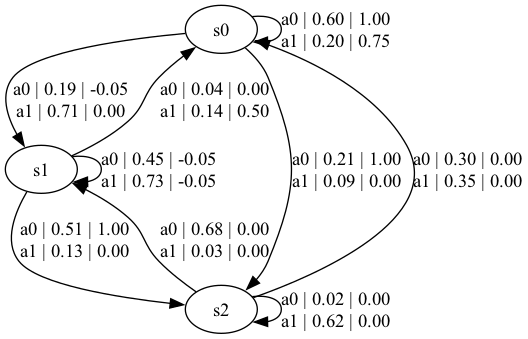 s0
a0 | 0.60 | 1.00
a1 | 0.20 | 0.75
a0 | 0.19 | -0.05
a1 | 0.71 | 0.00
a0 | 0.04 | 0.00
a1 | 0.14 | 0.50
s1
a0 | 0.45 | -0.05
a1 | 0.73 | -0.05
a0 | 0.21 | 1.00
a1 | 0.09 | 0.00
a0 | 0.30 | 0.00
a1 | 0.35 | 0.00
a0 | 0.51 | 1.00
a1 | 0.13 | 0.00
a0 | 0.68 | 0.00
a1 | 0.03 | 0.00
s2
a0 | 0.02 | 0.00
a1 | 0.62 | 0.00